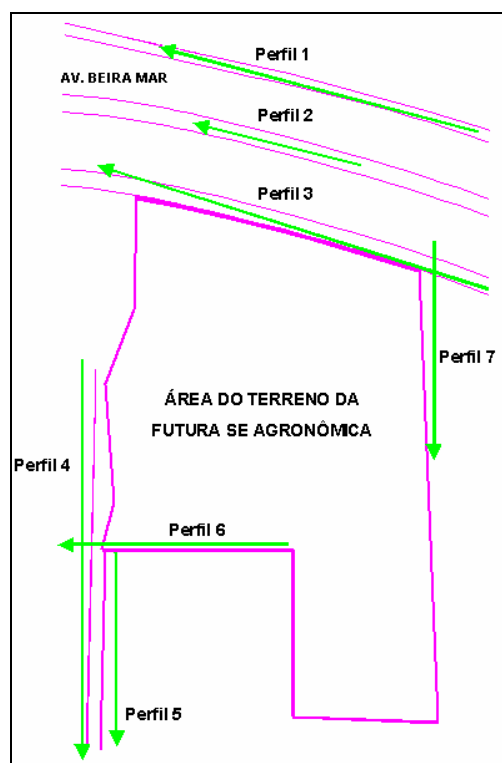 Perfil 1
AV. BEIRA MAR
Perfil 2
Perfil 3
Perfil 7
ÁREA DO TERRENO DA
FUTURA SE AGRONÔMICA
Perfil 4
Perfil 6
Perfil 5